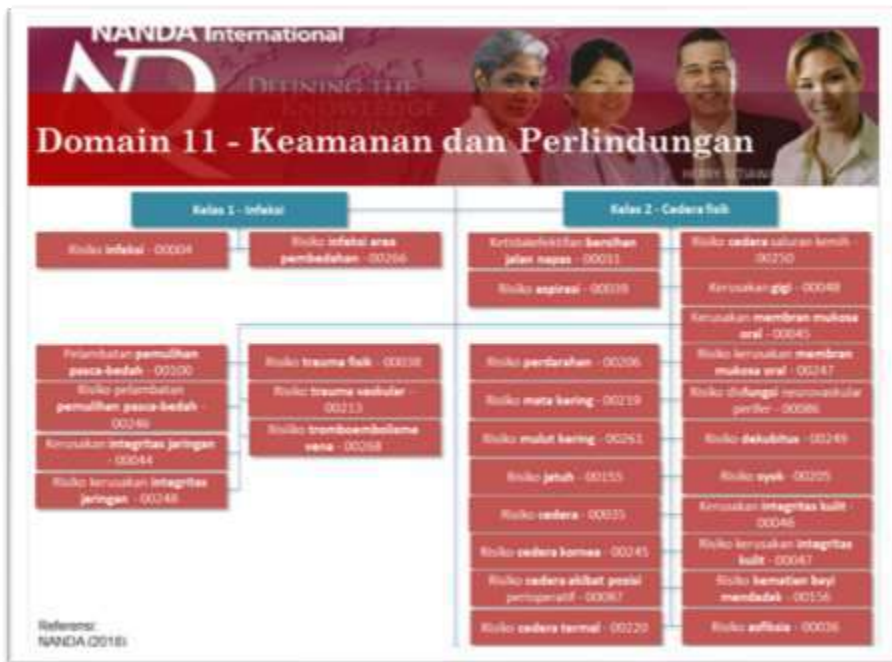 NANDA International
DEFINING THE
KNOWLEDGE
Domain 11 - Keamanan dan Perlindungan
Kelas 1 - Infeksi
Risiko infeksi - 00004
Risiko infeksi area
pembedahan - 00266
Kelas 2 - Cedera fisik
Ketidakefektifan bersihan
jalan napas - 00031
Risiko cedera saluran kemih -
00250
Risiko aspirasi - 00039
Kerusakan gigi - 00048
Kerusakan membran mukosa
oral - 00045
Pelambatan pemulihan
pasca-bedah - 00100
Risiko trauma fisik - 00038
Risiko perdarahan - 00206
Risiko kerusakan membran
mukosa oral - 00247
Risiko pelambatan
pemulihan pasca-bedah -
00246
Risiko trauma vaskular -
00213
Risiko mata kering - 00219
Risiko disfungsi neurovaskular
perifer - 00086
Kerusakan integritas jaringan
- 00044
Risiko tromboembolisme
vena - 00268
Risiko mulut kering - 00261
Risiko dekubitus - 00249
Risiko kerusakan integritas
jaringan - 00248
Risiko jatuh - 00155
Risiko syok - 00205
Risiko cedera - 00035
Kerusakan integritas kulit -
00046
Risiko cedera kornea - 00245
Risiko kerusakan integritas
kulit - 00047
Risiko cedera akibat posisi
perioperatif - 00087
Risiko kematian bayi
mendadak - 00156
Risiko cedera termal - 00220
Risiko asfiksia - 00036
Referensi:
NANDA (2018)